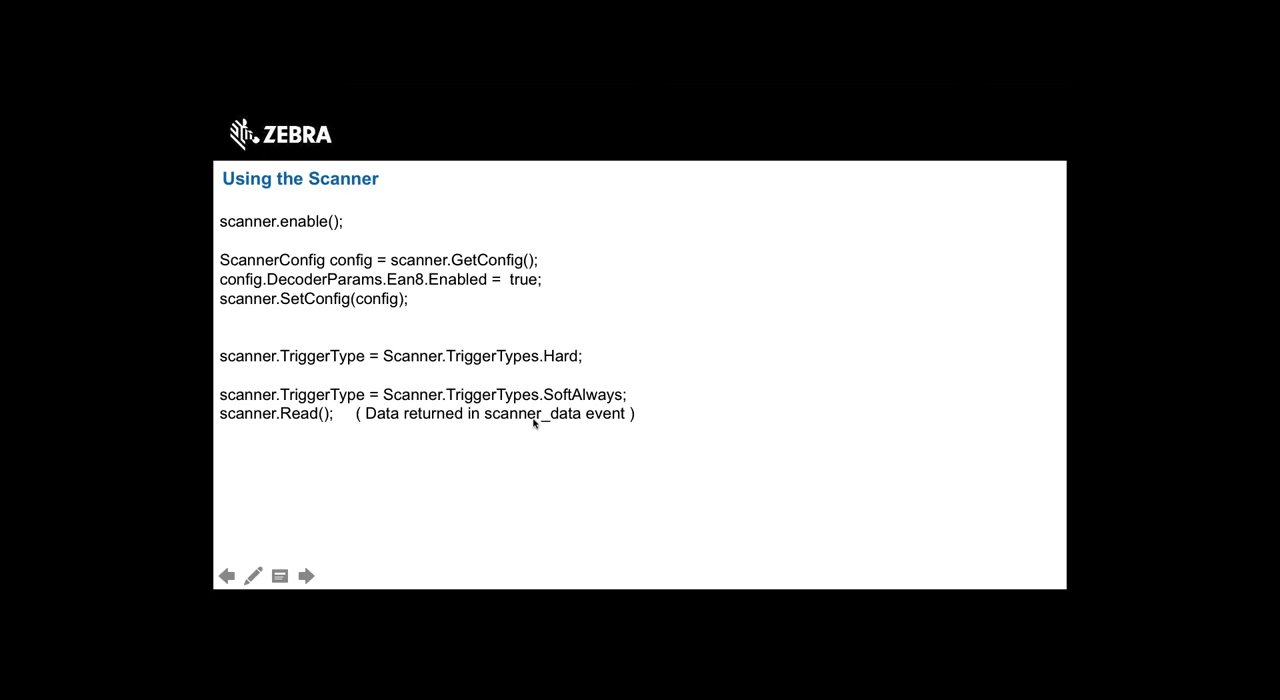 ZEBRA
Using the Scanner
scanner.enable();
ScannerConfig config = scanner.GetConfig();
config.DecoderParams.Ean8.Enabled =  true;
scanner.SetConfig(config);
scanner.TriggerType = Scanner.TriggerTypes.Hard;
scanner.TriggerType = Scanner.TriggerTypes.SoftAlways;
scanner.Read();     ( Data returned in scanner_data event )